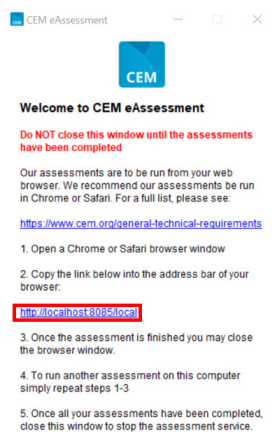 CEM eAssessment
CEM
Welcome to CEM eAssessment
Do NOT close this window until the assessments
have been completed
Our assessments are to be run from your web
browser. We recommend our assessments be run
in Chrome or Safari. For a full list, please see:
https://www.cem.org/general-technical-requirements
1. Open a Chrome or Safari browser window
2. Copy the link below into the address bar of your
browser:
http://localhost:8085/local
3. Once the assessment is finished you may close
the browser window.
4. To run another assessment on this computer
simply repeat steps 1-3
5. Once all your assessments have been completed,
close this window to stop the assessment service.